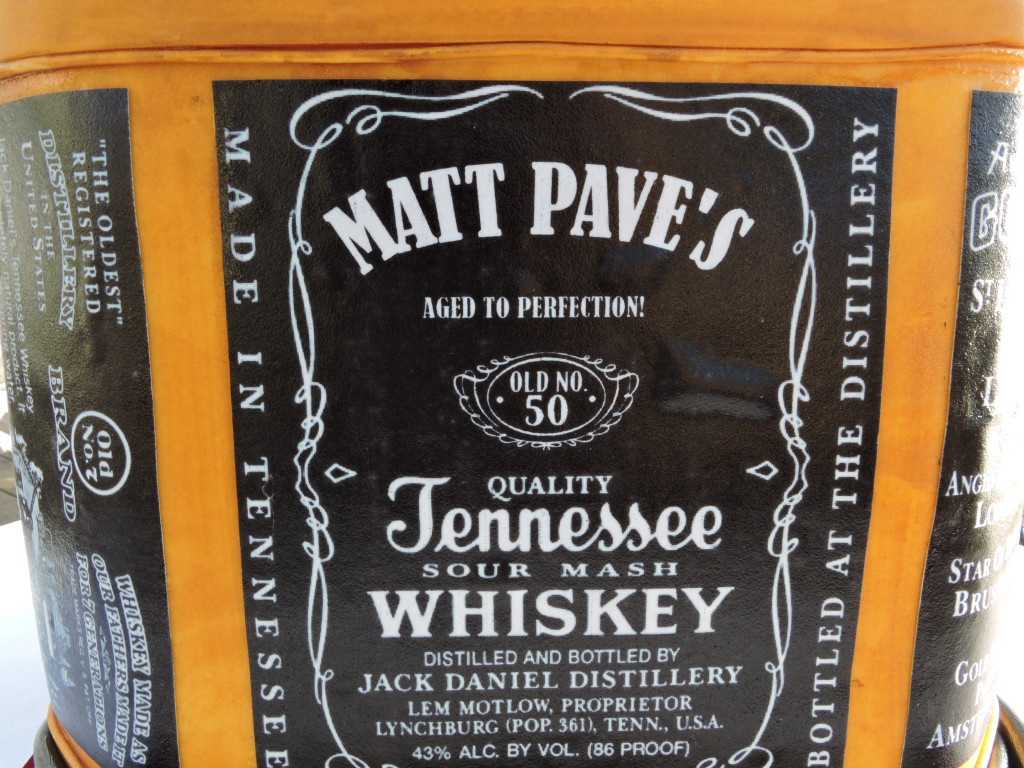 "THE OLDEST"
REGISTERED
DISTILLERY
IN THE
UNITED STATES
BRAND
Old
No.7
WHISKEY MADE AS
OUR FATHERS MADE IT
FOR 7 GENERATIONS
MADE IN TENNESSEE
MATT PAVE'S
AGED TO PERFECTION!
OLD NO.
50
QUALITY
Tennessee
SOUR MASH
WHISKEY
DISTILLED AND BOTTLED BY
JACK DANIEL DISTILLERY
LEM MOTLOW, PROPRIETOR
LYNCHBURG (POP. 361), TENN., U.S.A.
43% ALC. BY VOL. (86 PROOF)
BOTTLED AT THE DISTILLERY
STAR